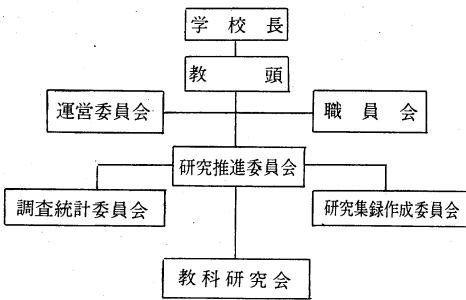 学校長
教頭
運営委員会
職員会
研究推進委員会
調査統計委員会
研究集録作成委員会
教科研究会